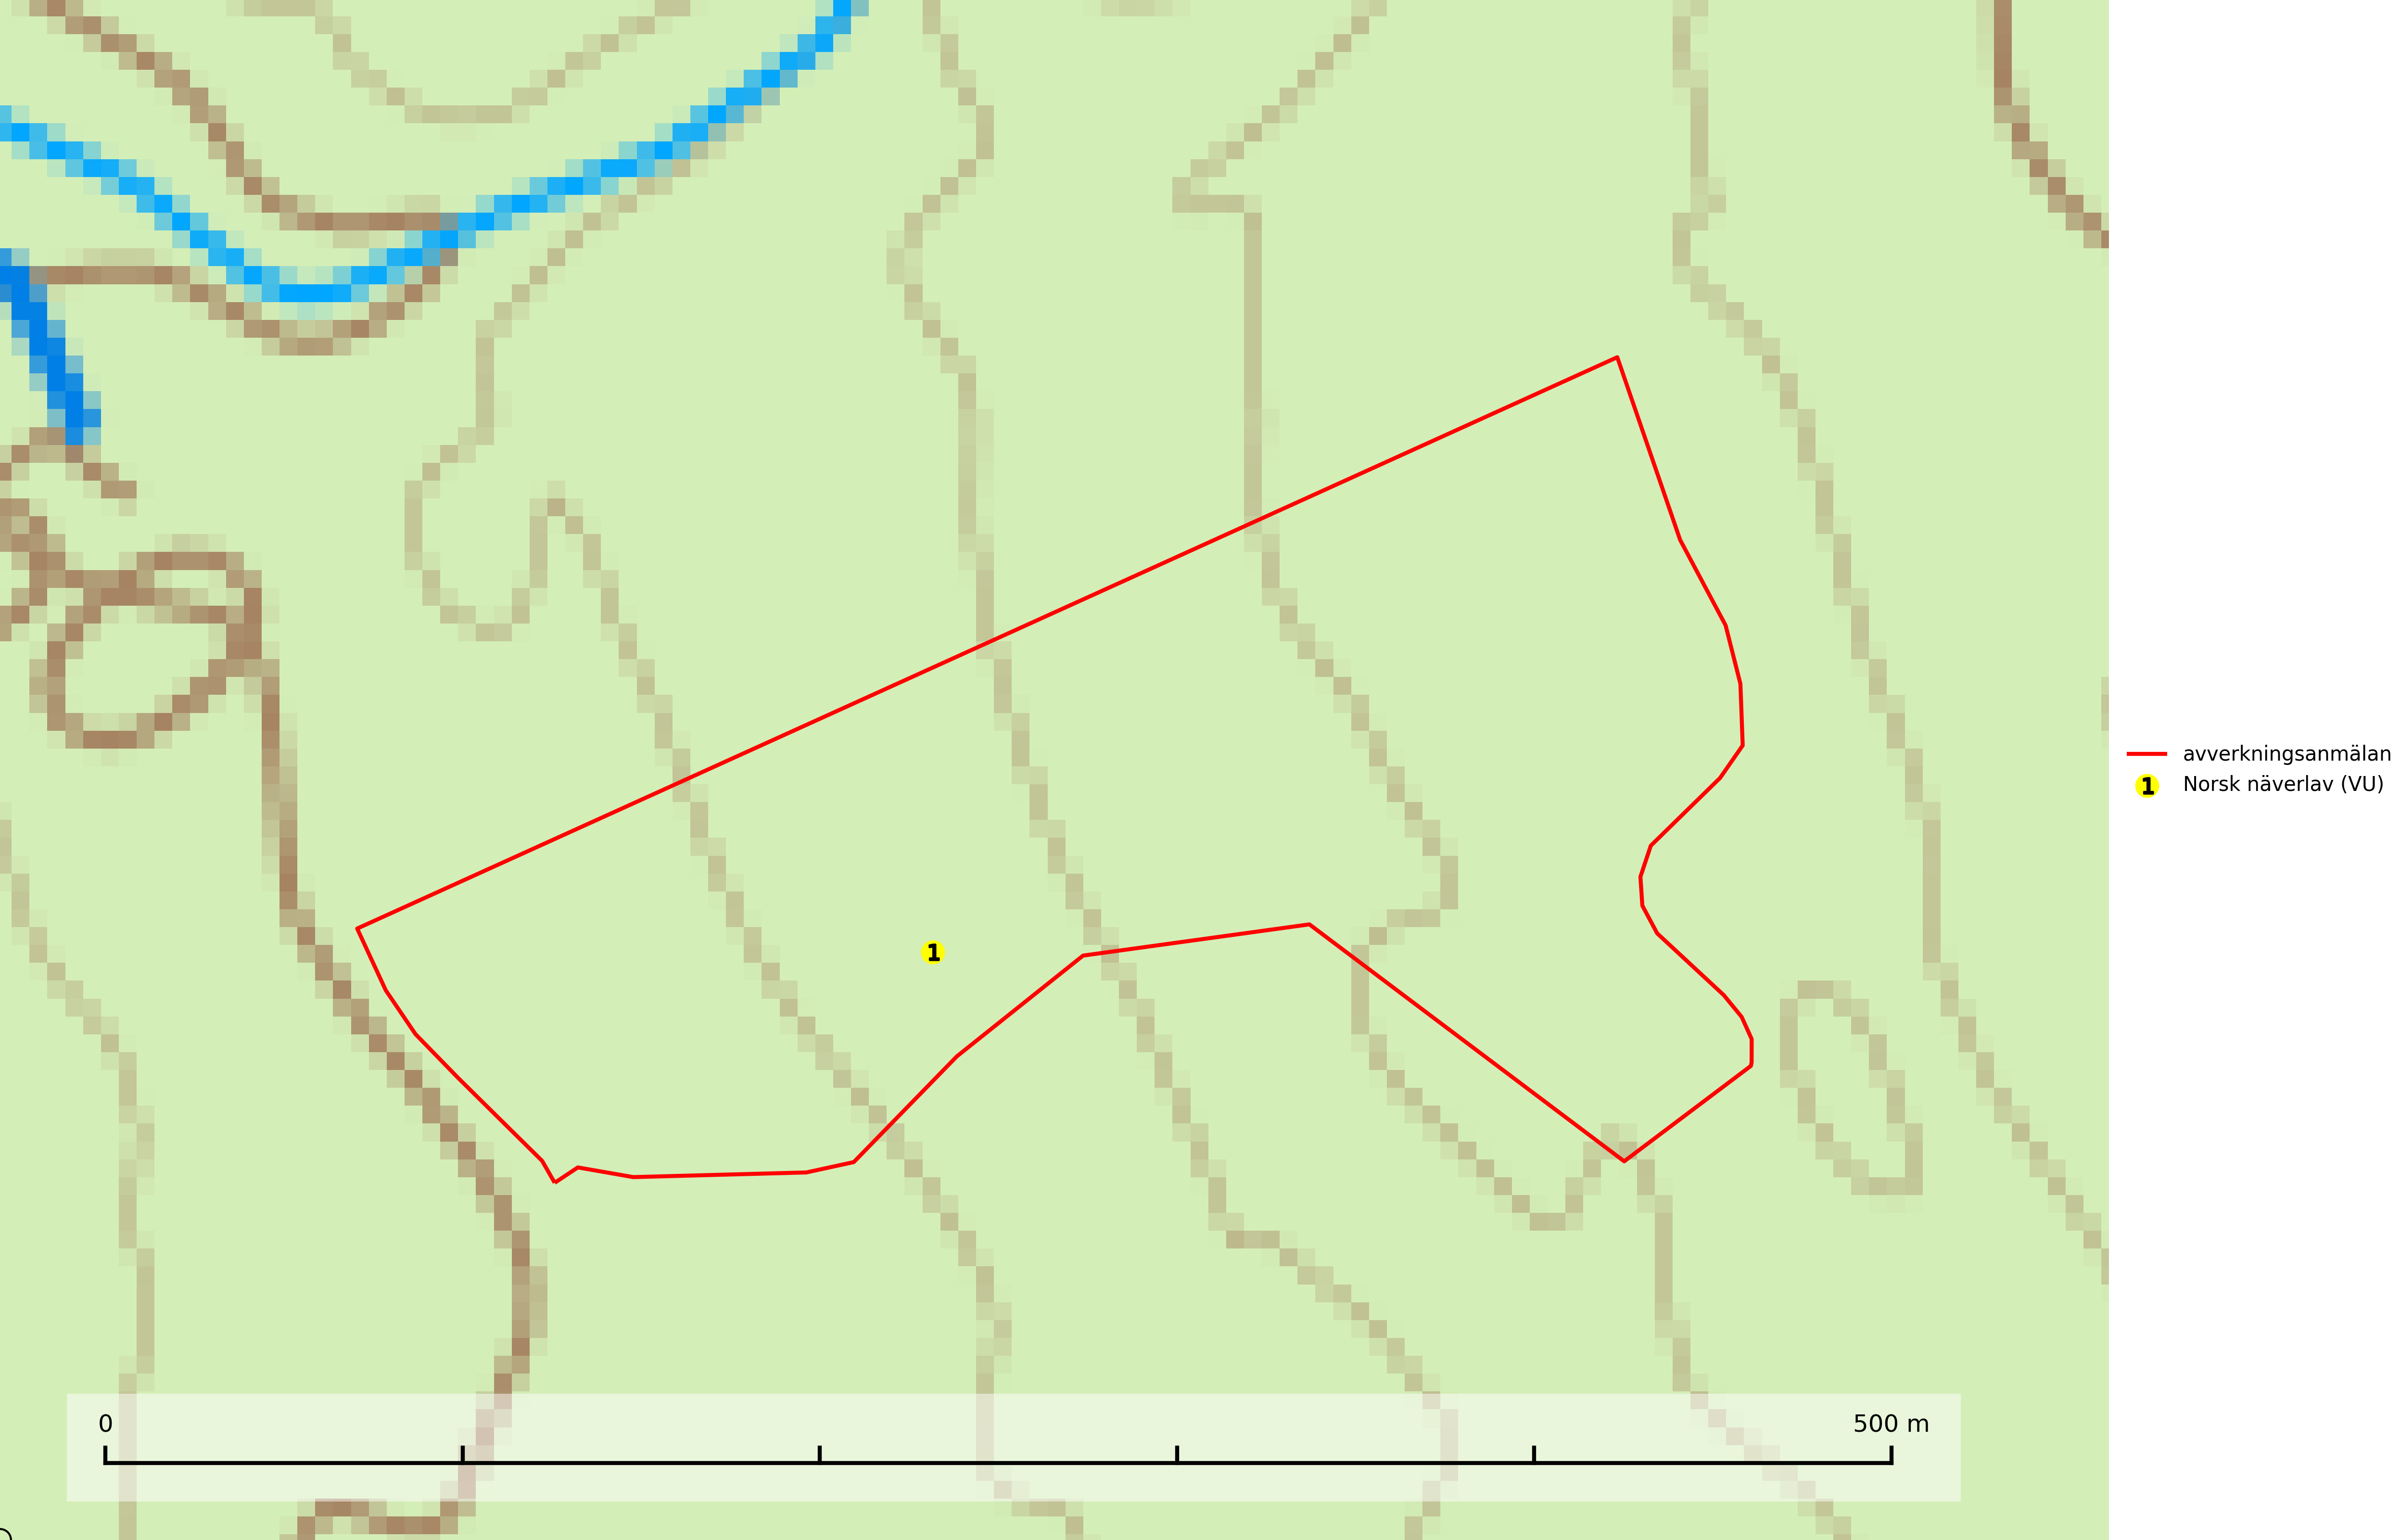 avverkningsanmälan
1 Norsk näverlav (VU)
1
0 500 m